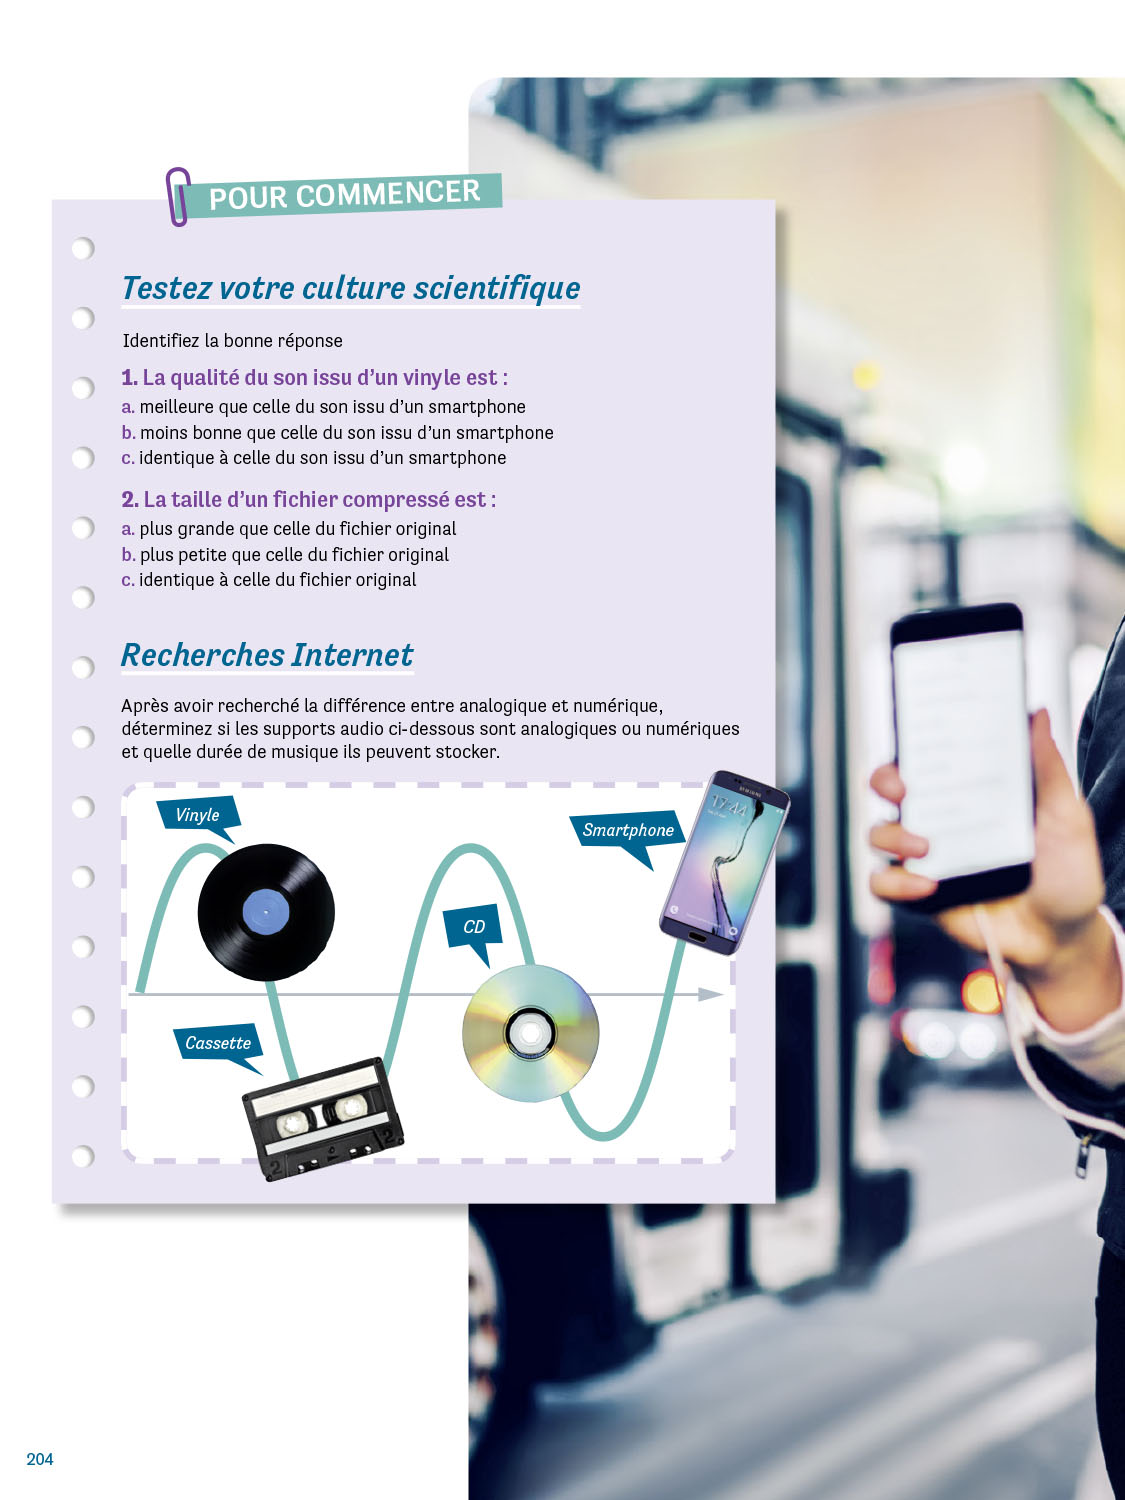 POUR COMMENCER
Testez votre culture scientifique
Identifiez la bonne réponse
1. La qualité du son issu d’un vinyle est :
a. meilleure que celle du son issu d’un smartphone
b. moins bonne que celle du son issu d’un smartphone
c. identique à celle du son issu d’un smartphone
2. La taille d’un fichier compressé est :
a. plus grande que celle du fichier original
b. plus petite que celle du fichier original
c. identique à celle du fichier original
Recherches Internet
Après avoir recherché la différence entre analogique et numérique,
déterminez si les supports audio ci-dessous sont analogiques ou numériques
et quelle durée de musique ils peuvent stocker.
Vinyle
Smartphone
17:44
CD
Cassette
2
2
204